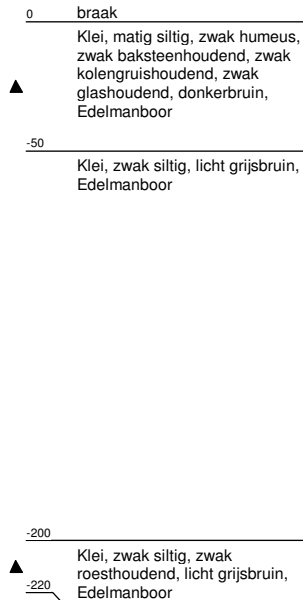 0 braak
Klei, matig siltig, zwak humeus,
zwak baksteenhoudend, zwak
kolengruishoudend, zwak
glashoudend, donkerbruin,
Edelmanboor
-50
Klei, zwak siltig, licht grijsbruin,
Edelmanboor
-200
Klei, zwak siltig, zwak
roesthoudend, licht grijsbruin,
-220 Edelmanboor